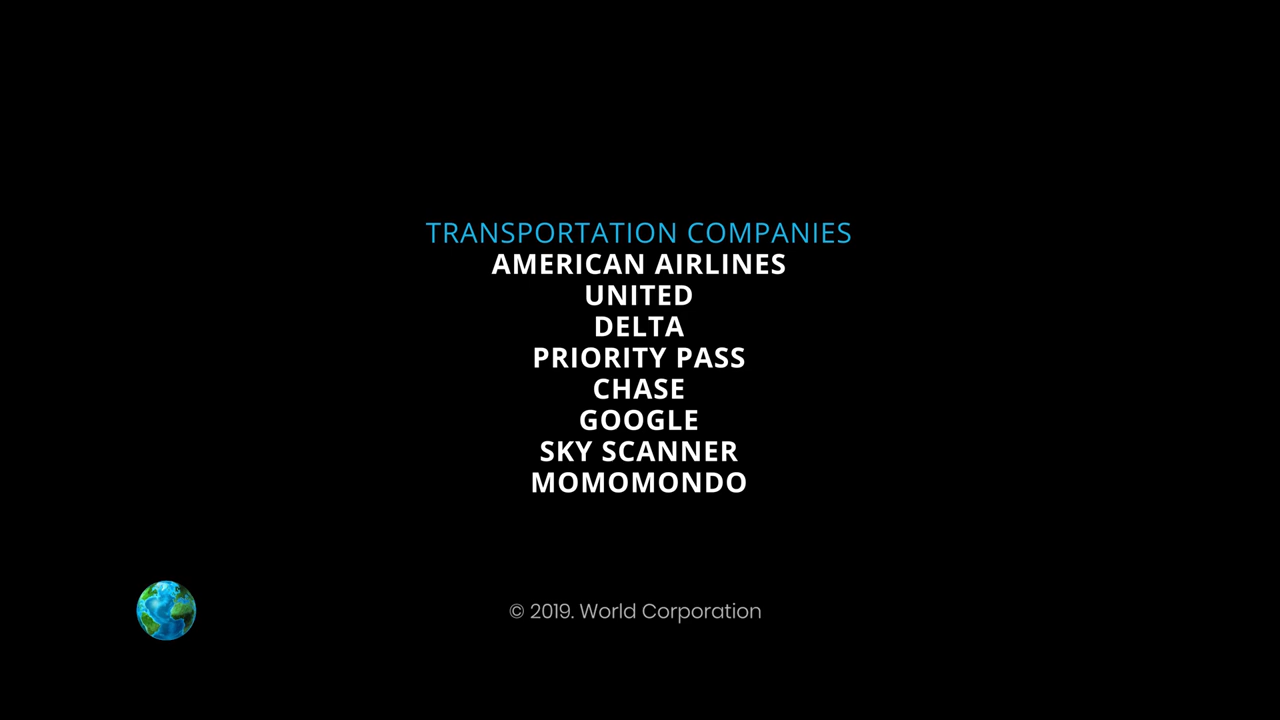 TRANSPORTATION COMPANIES
AMERICAN AIRLINES
UNITED
DELTA
PRIORITY PASS
CHASE
GOOGLE
SKY SCANNER
MOMOMONDO
© 2019. World Corporation